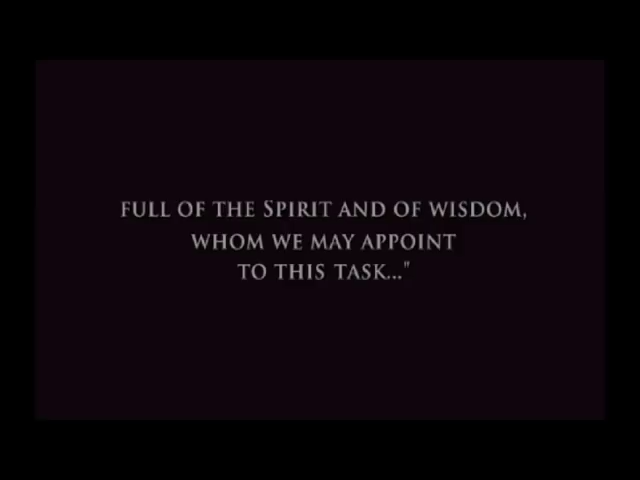 FULL OF THE SPIRIT AND OF WISDOM,
WHOM WE MAY APPOINT
TO THIS TASK..."